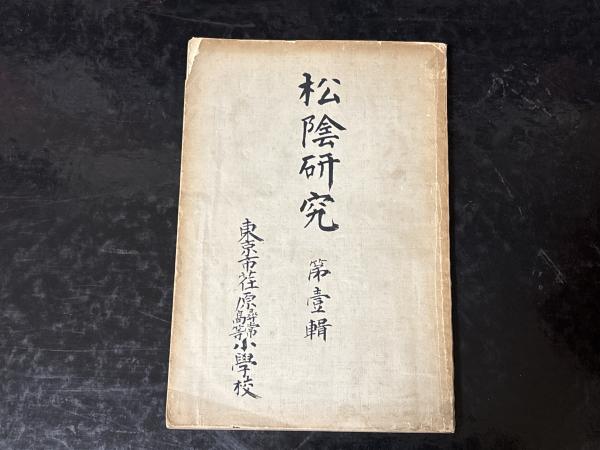 松陰研究 第壹輯
東京市荏原尋常高等小學校